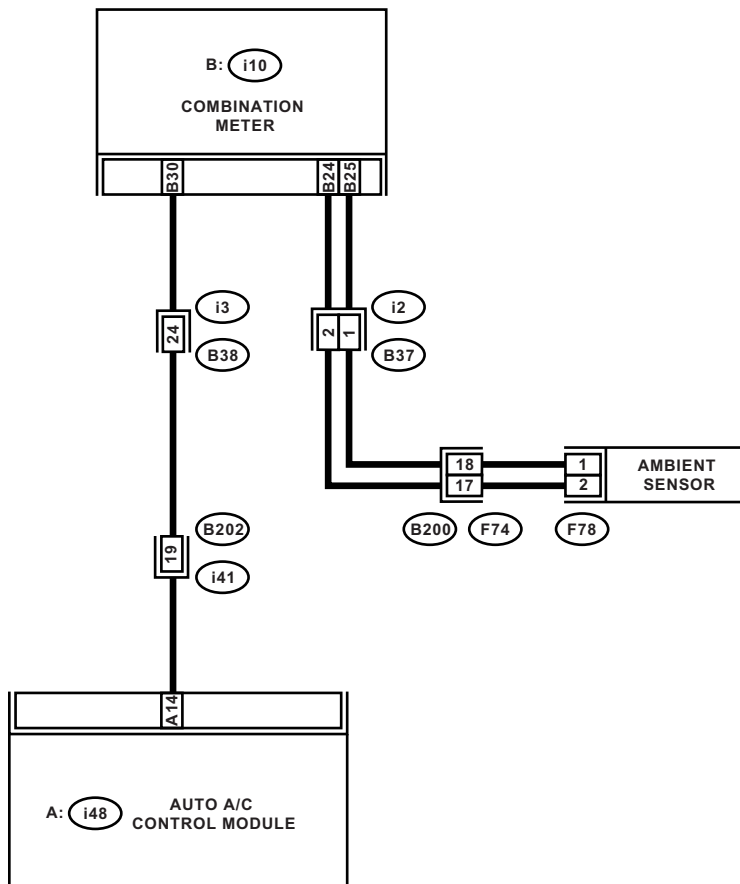 B: i10
COMBINATION
METER
B30
B24
B25
i3
i2
24
2
1
B38
B37
18
17
1
2
AMBIENT
SENSOR
B200
F74
F78
B202
19
i41
A14
A: i48
AUTO A/C
CONTROL MODULE